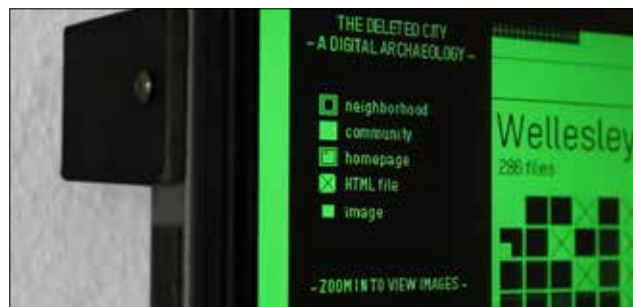 THE DELETED CITY
- A DIGITAL ARCHAEOLOGY -
neighborhood
community
homepage
HTML file
image
- ZOOM IN TO VIEW IMAGES -
Wellesley
286 files